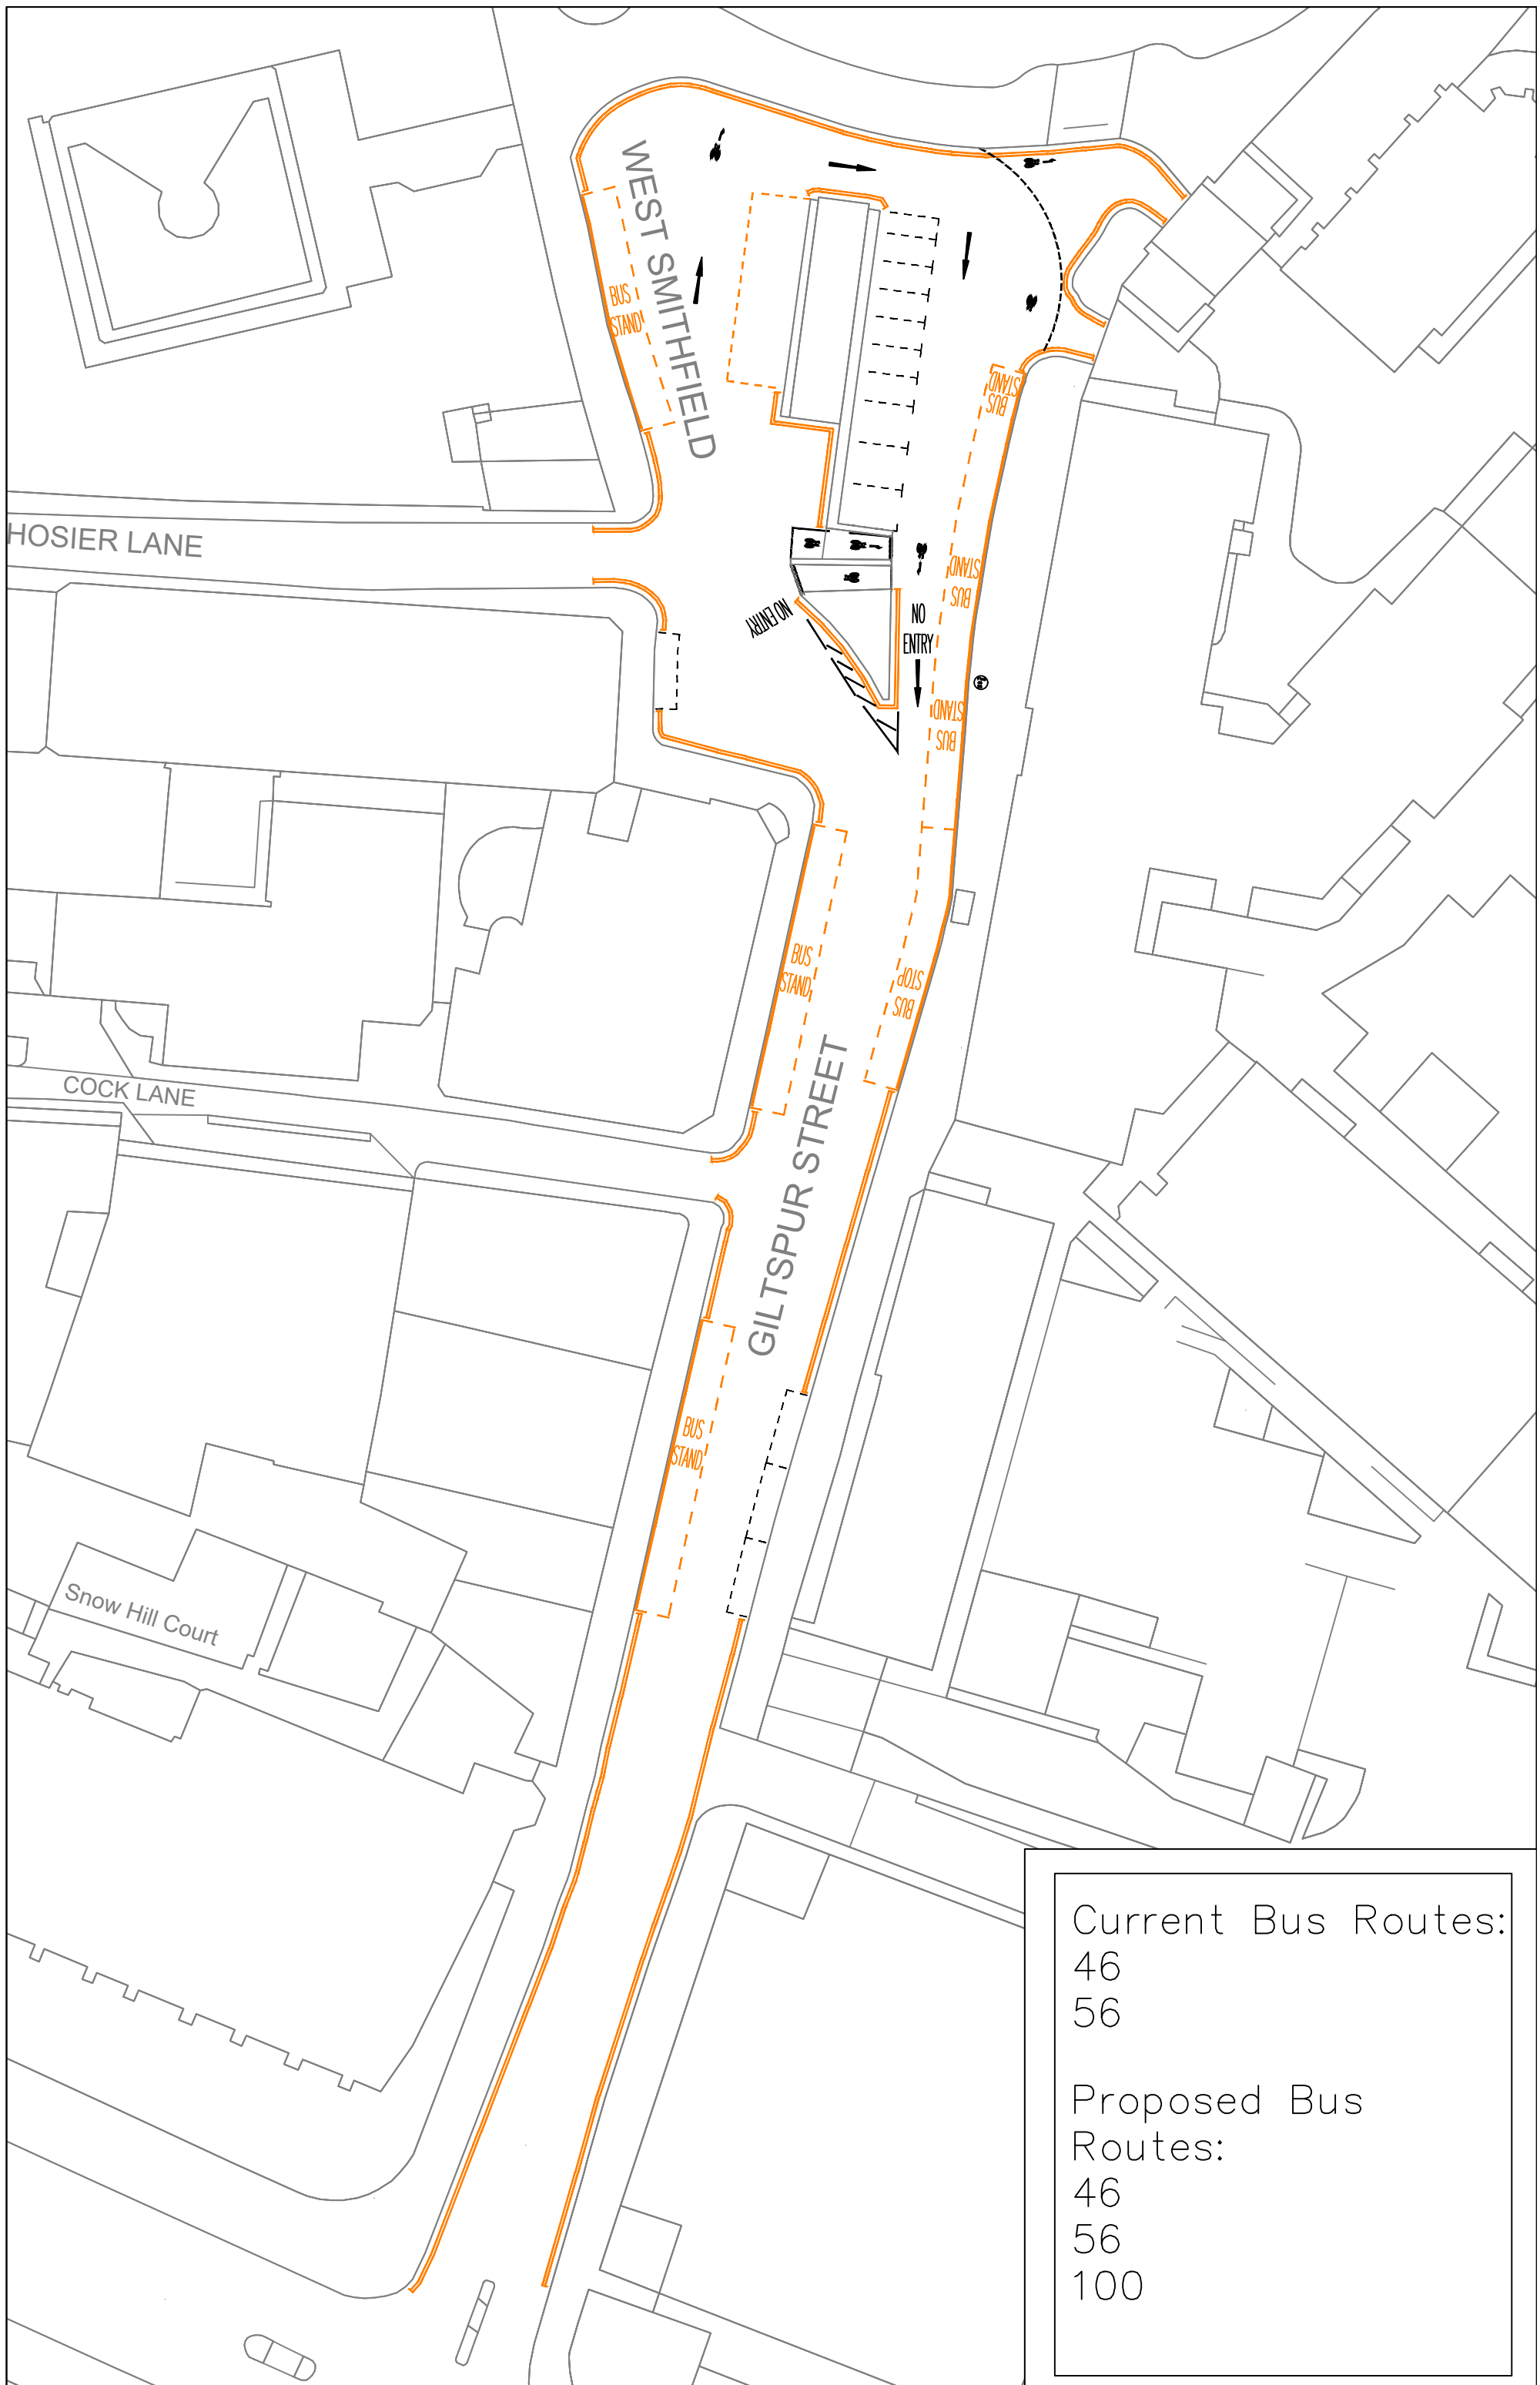 WEST SMITHFIELD
BUS
STAND
BUS
STAND
HOSIER LANE
BUS
STAND
NO ENTRY
NO
ENTRY
BUS
STAND
BUS
STAND
BUS
STOP
COCK LANE
GILTSPUR STREET
BUS
STAND
Snow Hill Court
Current Bus Routes:
46
56
Proposed Bus
Routes:
46
56
100